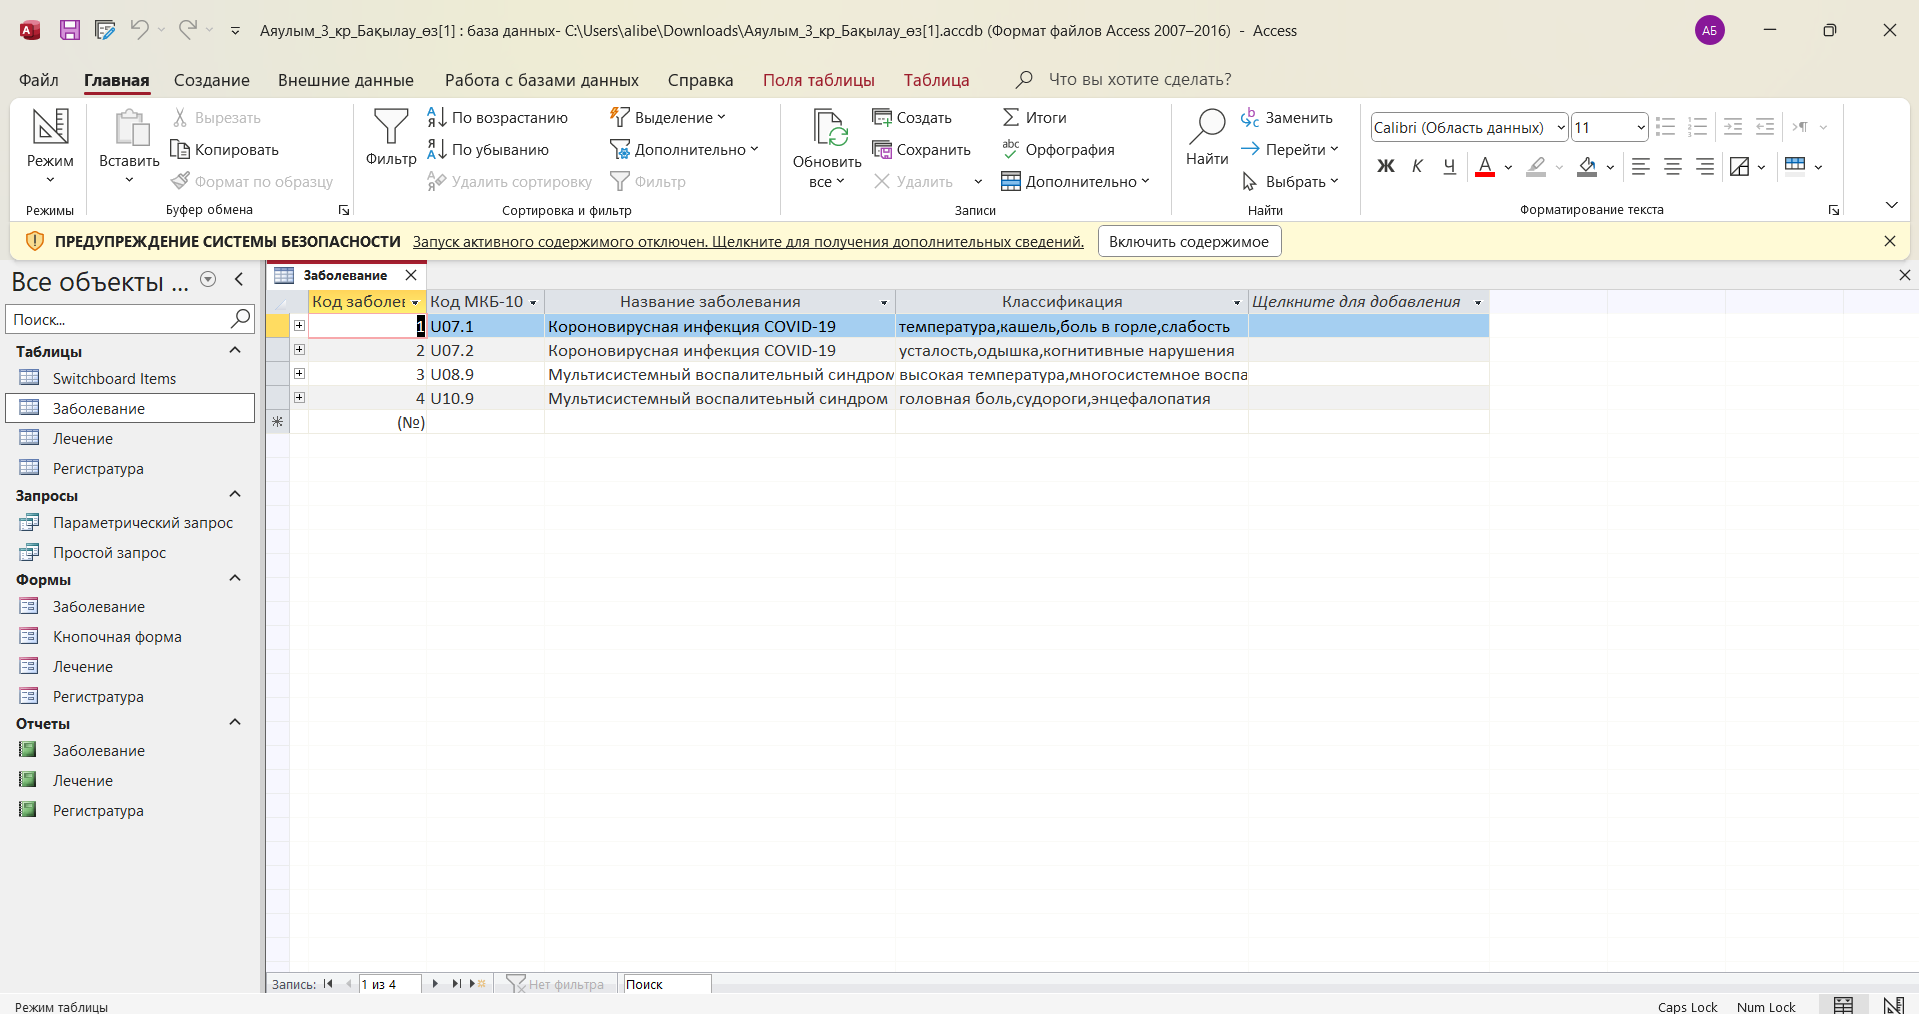 Аяулым_3_кр_Бақылау_өз[1] : база данных- C:\Users\alibe\Downloads\Аяулым_3_кр_Бақылау_өз[1].accdb (Формат файлов Access 2007–2016) - Access
АБ
Файл Главная Создание Внешние данные Работа с базами данных Справка Поля таблицы Таблица Что вы хотите сделать?
Режим
Режимы
Вставить
Вырезать
Копировать
Формат по образцу
Буфер обмена
Фильтр
По возрастанию
По убыванию
Удалить сортировку
Выделение
Дополнительно
Фильтр
Сортировка и фильтр
Обновить
все
Создать
Сохранить
Удалить
Итоги
Орфография
Дополнительно
Записи
Найти
Заменить
Перейти
Выбрать
Найти
Calibri (Область данных) 11
Ж К Ч
Форматирование текста
ПРЕДУПРЕЖДЕНИЕ СИСТЕМЫ БЕЗОПАСНОСТИ Запуск активного содержимого отключен. Щелкните для получения дополнительных сведений. Включить содержимое
Все объекты ...
Поиск...
Таблицы
Switchboard Items
Заболевание
Лечение
Регистратура
Запросы
Параметрический запрос
Простой запрос
Формы
Заболевание
Кнопочная форма
Лечение
Регистратура
Отчеты
Заболевание
Лечение
Регистратура
Заболевание
Код заболев Код МКБ-10 Название заболевания Классификация Щелкните для добавления
1 U07.1 Короновирусная инфекция COVID-19 температура,кашель,боль в горле,слабость
2 U07.2 Короновирусная инфекция COVID-19 усталость,одышка,когнитивные нарушения
3 U08.9 Мультисистемный воспалительный синдром высокая температура,многосистемное воспа
4 U10.9 Мультисистемный воспалитеьный синдром головная боль,судороги,энцефалопатия
(№)
Запись: 1 из 4 Нет фильтра Поиск
Режим таблицы Caps Lock Num Lock